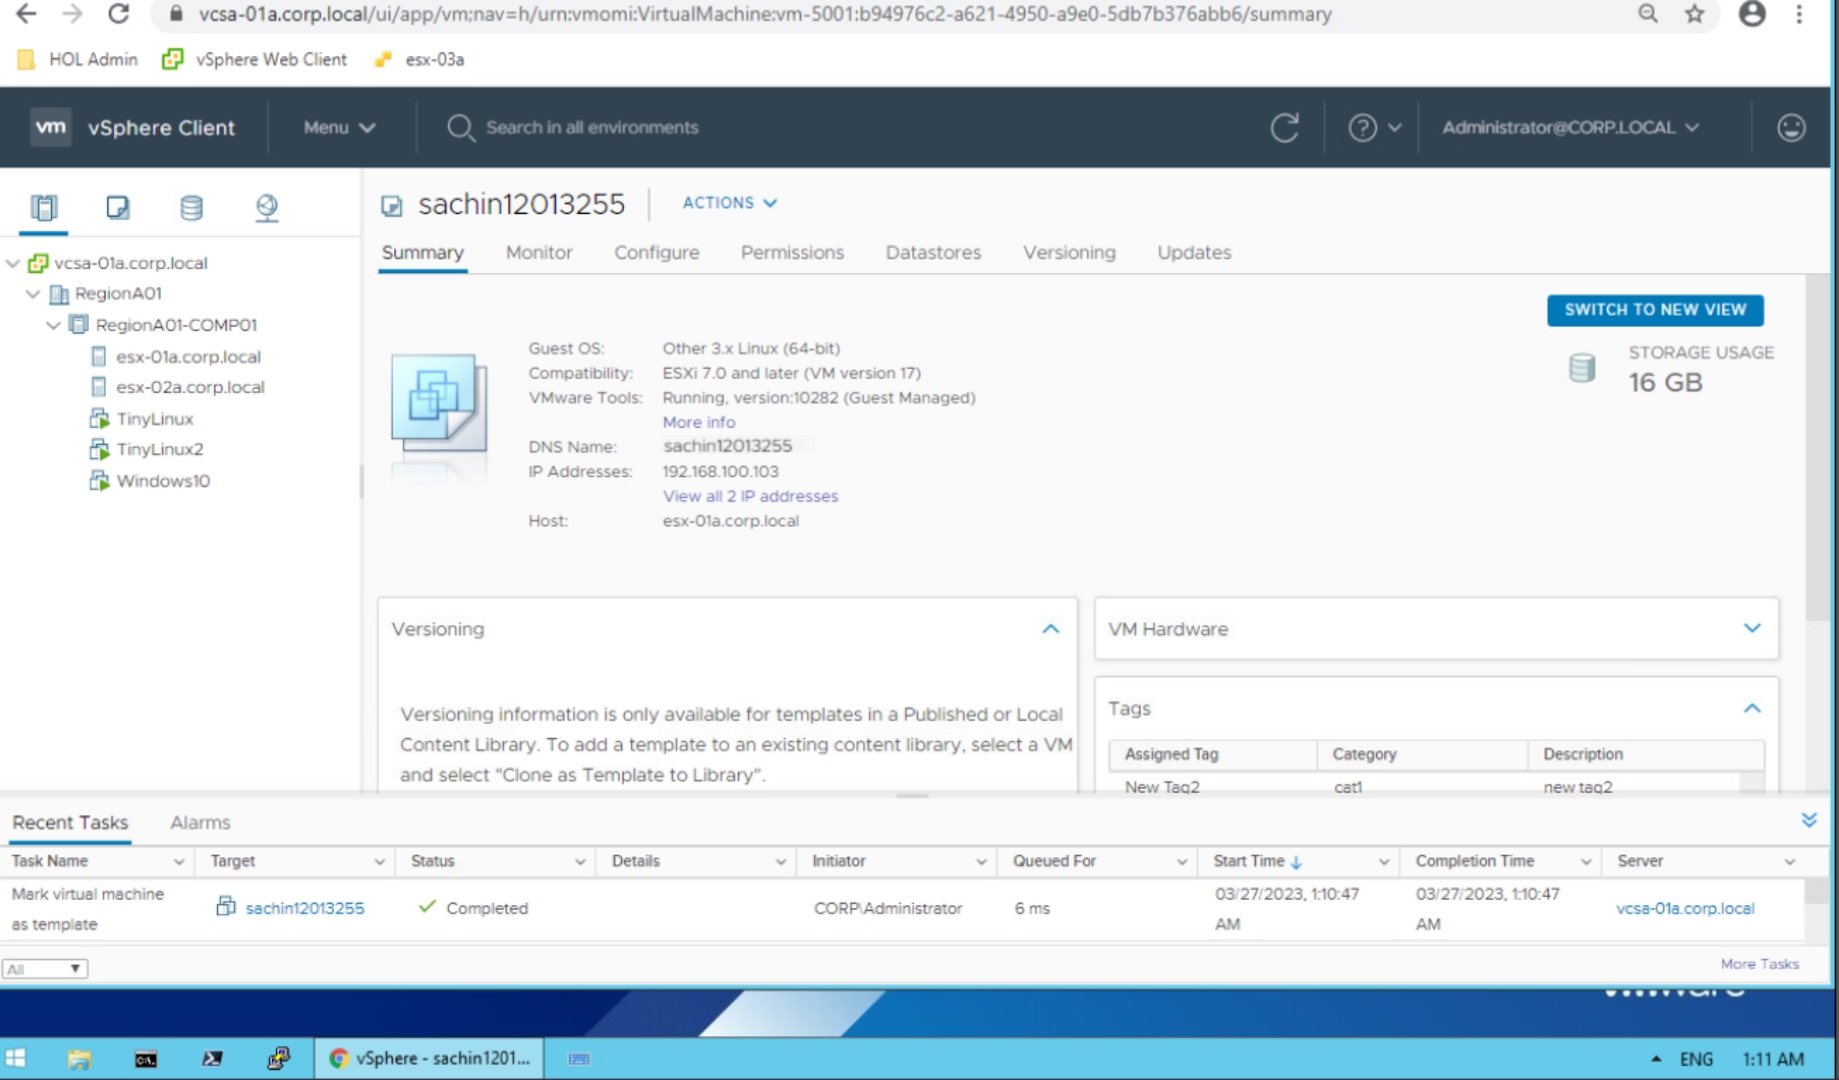 vcsa-01a.corp.local/ui/app/vm;nav=h/urn:vmomi:VirtualMachine:vm-5001:b94976c2-a621-4950-a9e0-5db7b376abb6/summary
HOL Admin vSphere Web Client esx-03a
vm vSphere Client Menu Search in all environments Administrator@CORP.LOCAL
sachin12013255 ACTIONS
Summary Monitor Configure Permissions Datastores Versioning Updates
vcsa-01a.corp.local
RegionA01
RegionA01-COMP01
esx-01a.corp.local
esx-02a.corp.local
TinyLinux
TinyLinux2
Windows10
SWITCH TO NEW VIEW
Guest OS: Other 3.x Linux (64-bit)
Compatibility: ESXi 7.0 and later (VM version 17)
VMware Tools: Running, version:10282 (Guest Managed)
More info
DNS Name: sachin12013255
IP Addresses: 192.168.100.103
View all 2 IP addresses
Host: esx-01a.corp.local
STORAGE USAGE
16 GB
Versioning
Versioning information is only available for templates in a Published or Local
Content Library. To add a template to an existing content library, select a VM
and select "Clone as Template to Library".
VM Hardware
Tags
Assigned Tag Category Description
New Tag2 cat1 new tag2
Recent Tasks Alarms
Task Name Target Status Details Initiator Queued For Start Time Completion Time Server
Mark virtual machine
as template
sachin12013255 Completed CORP\Administrator 6 ms
03/27/2023, 1:10:47
AM
03/27/2023, 1:10:47
AM
vcsa-01a.corp.local
All More Tasks
vSphere - sachin1201... ENG 1:11 AM